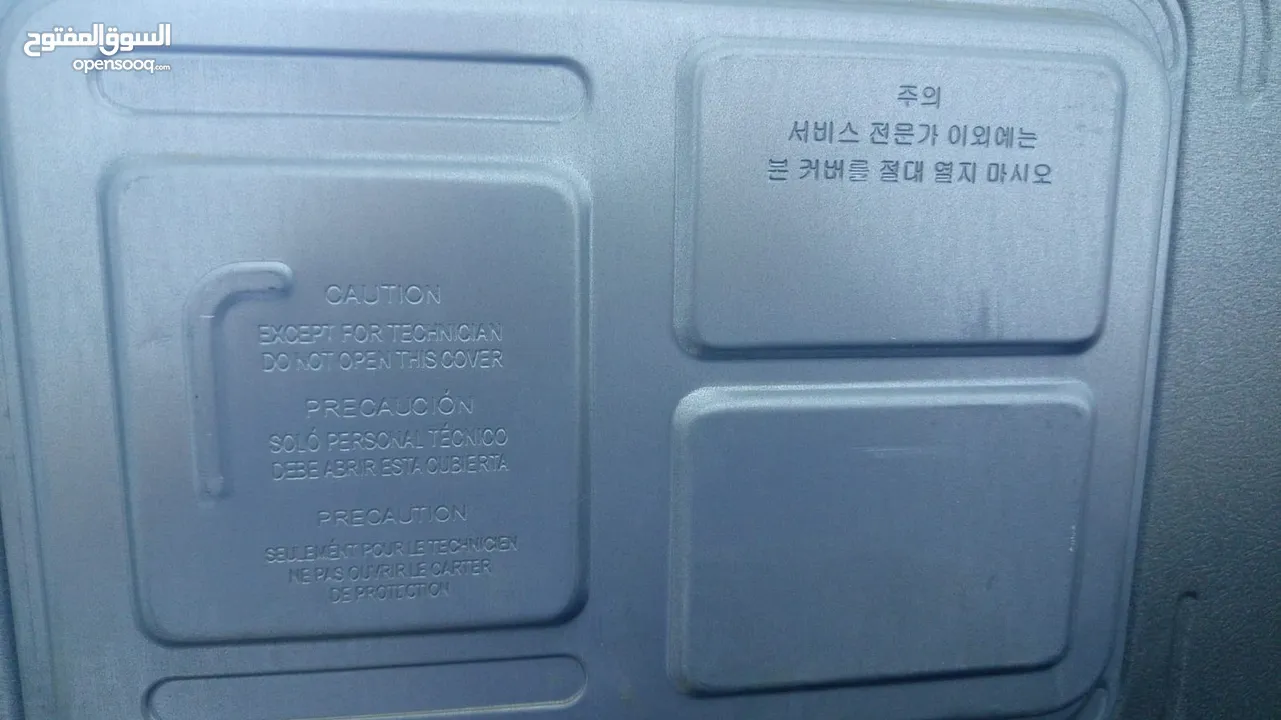 السوق المفتوح
opensooq.com
주의
서비스 전문가 이외에는
본 커버를 절대 열지 마시오
CAUTION
EXCEPT FOR TECHNICIAN
DO NOT OPEN THIS COVER
PRECAUCIÓN
SOLÓ PERSONAL TÉCNICO
DEBE ABRIR ESTA CUBIERTA
PRECAUTION
SEULEMÉNT POUR LE TECHNICIEN
NE PAS OUVRIR LE CARTER
DE PROTECTION